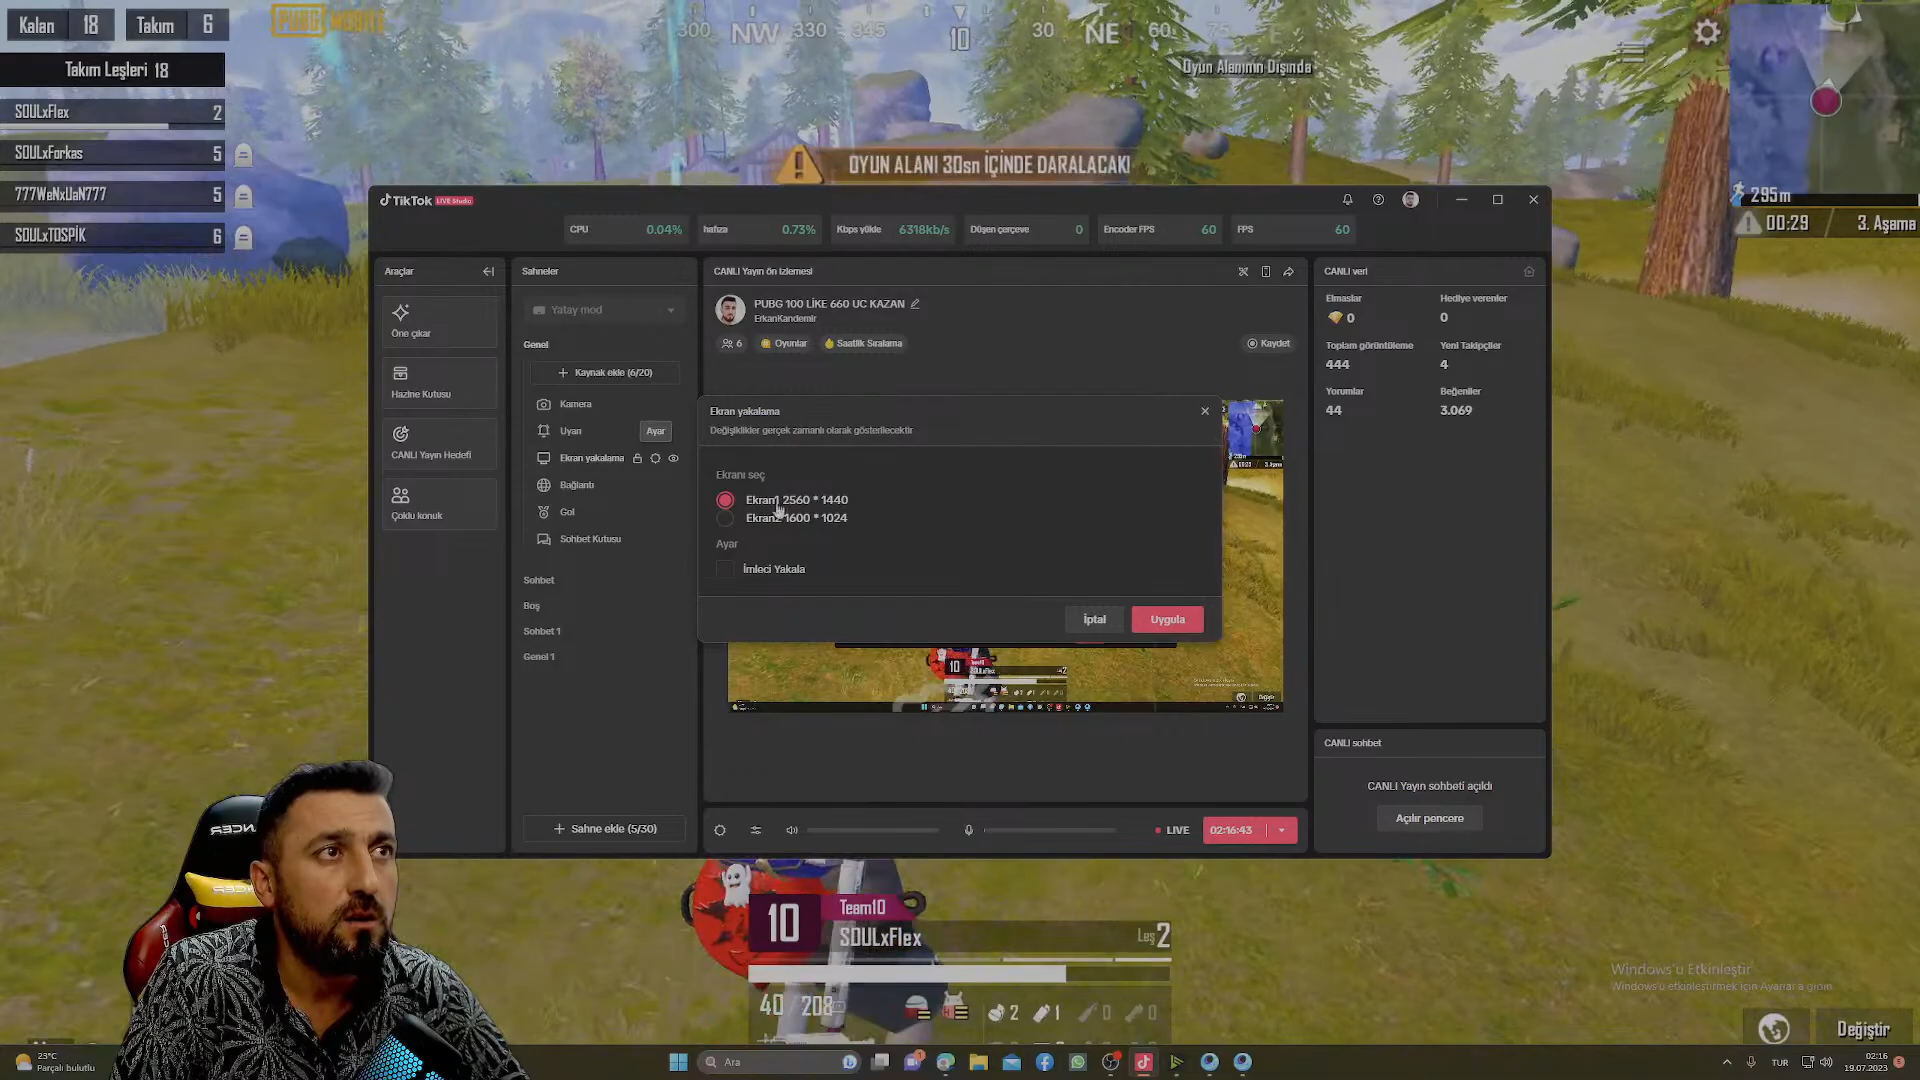 Kalan 18 Takım 6
PUBG MOBILE
300 NW 330 345 10 30 NE 60 75
Takım Leşleri 18
SOULxFlex 2
SOULxForkas 5
777WaNxUaN777 5
SOULxTOSPİK 6
Oyun Alanının Dışında
OYUN ALANI 30sn İÇİNDE DARALACAK!
295m
00:29 3. Aşama
TikTok LIVE Studio
CPU 0.04%
hafıza 0.73%
Kbps yükle 6318kb/s
Düşen çerçeve 0
Encoder FPS 60
FPS 60
Araçlar
Öne çıkar
Hazine Kutusu
CANLI Yayın Hedefi
Çoklu konuk
Sahneler
Yatay mod
Genel
+ Kaynak ekle (6/20)
Kamera
Uyarı
Ayar
Ekran yakalama
Bağlantı
Gol
Sohbet Kutusu
Sohbet
Boş
Sohbet 1
Genel 1
+ Sahne ekle (5/30)
CANLI Yayın ön izlemesi
PUBG 100 LİKE 660 UC KAZAN
ErkanKandemir
6 Oyunlar Saatlik Sıralama
Kaydet
Ekran yakalama
Değişiklikler gerçek zamanlı olarak gösterilecektir
Ekranı seç
Ekran1 2560 * 1440
Ekran2 1600 * 1024
Ayar
İmleci Yakala
İptal
Uygula
LIVE 02:16:43
CANLI veri
Elmaslar Hediye verenler
0 0
Toplam görüntüleme Yeni Takipçiler
444 4
Yorumlar Beğeniler
44 3.069
CANLI sohbet
CANLI Yayın sohbeti açıldı
Açılır pencere
10 Team10
SOULxFlex Leş 2
40 / 208
2 1 0 0
Windows'u Etkinleştir
Windows'u etkinleştirmek için Ayarlar'a gidin.
Değiştir
23°C
Parçalı bulutlu
Ara
TUR
02:16
19.07.2023